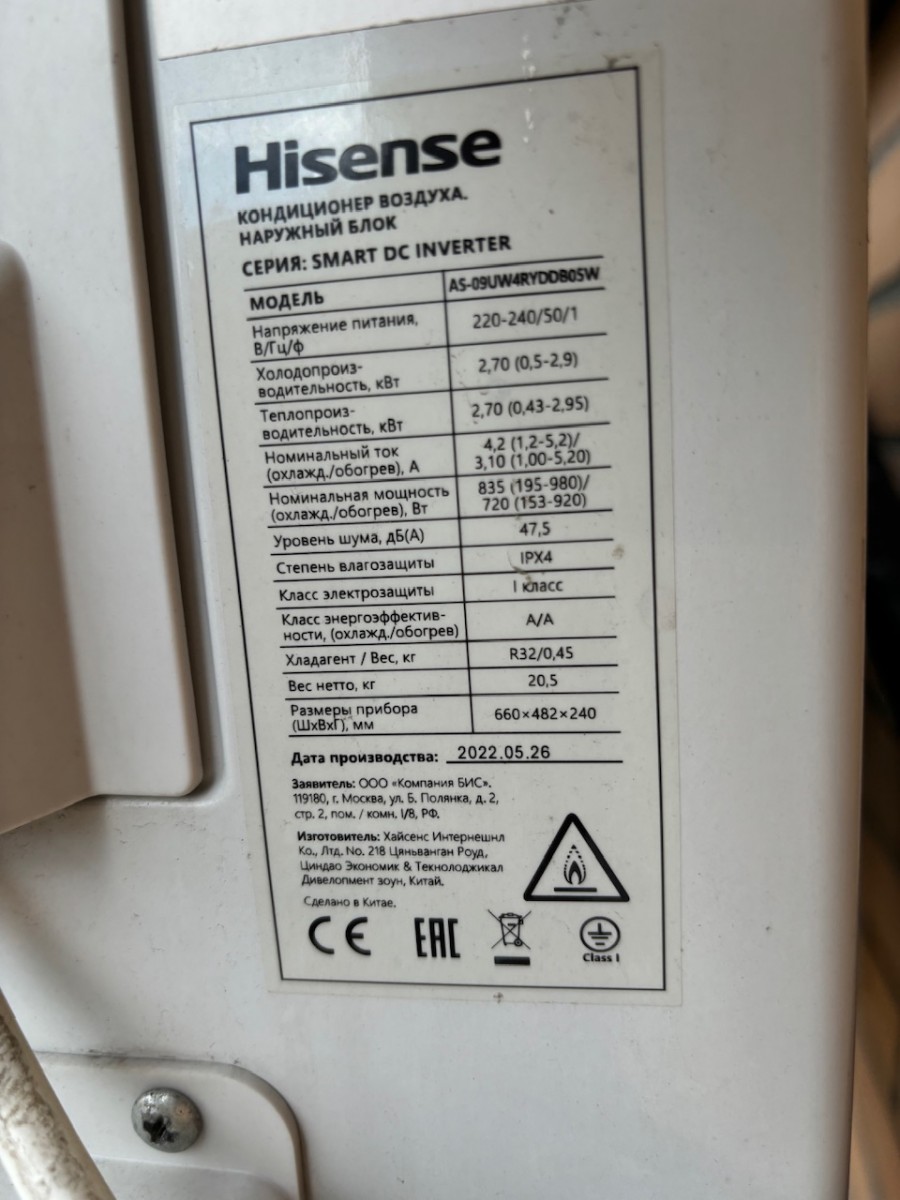 Hisense
КОНДИЦИОНЕР ВОЗДУХА.
НАРУЖНЫЙ БЛОК
СЕРИЯ: SMART DC INVERTER
МОДЕЛЬ AS-09UW4RYDDB05W
Напряжение питания, В/Гц/ф 220-240/50/1
Холодопроиз-
водительность, кВт 2,70 (0,5-2,9)
Теплопроиз-
водительность, кВт 2,70 (0,43-2,95)
Номинальный ток 4,2 (1,2-5,2)/
(охлажд./обогрев), А 3,10 (1,00-5,20)
Номинальная мощность 835 (195-980)/
(охлажд./обогрев), Вт 720 (153-920)
Уровень шума, дБ(А) 47,5
Степень влагозащиты IPX4
Класс электрозащиты I класс
Класс энергоэффектив-
ности, (охлажд./обогрев) A/A
Хладагент / Вес, кг R32/0,45
Вес нетто, кг 20,5
Размеры прибора
(ШхВхГ), мм 660×482×240
Дата производства: 2022.05.26
Заявитель: ООО «Компания БИС».
119180, г. Москва, ул. Б. Полянка, д. 2,
стр. 2, пом. / комн. I/8, РФ.
Изготовитель: Хайсенс Интернешнл
Ко., Лтд. No. 218 Цяньванган Роуд,
Циндао Экономик & Текнолоджикал
Дивелопмент зоун, Китай.
Сделано в Китае.
CE EAC
Class I